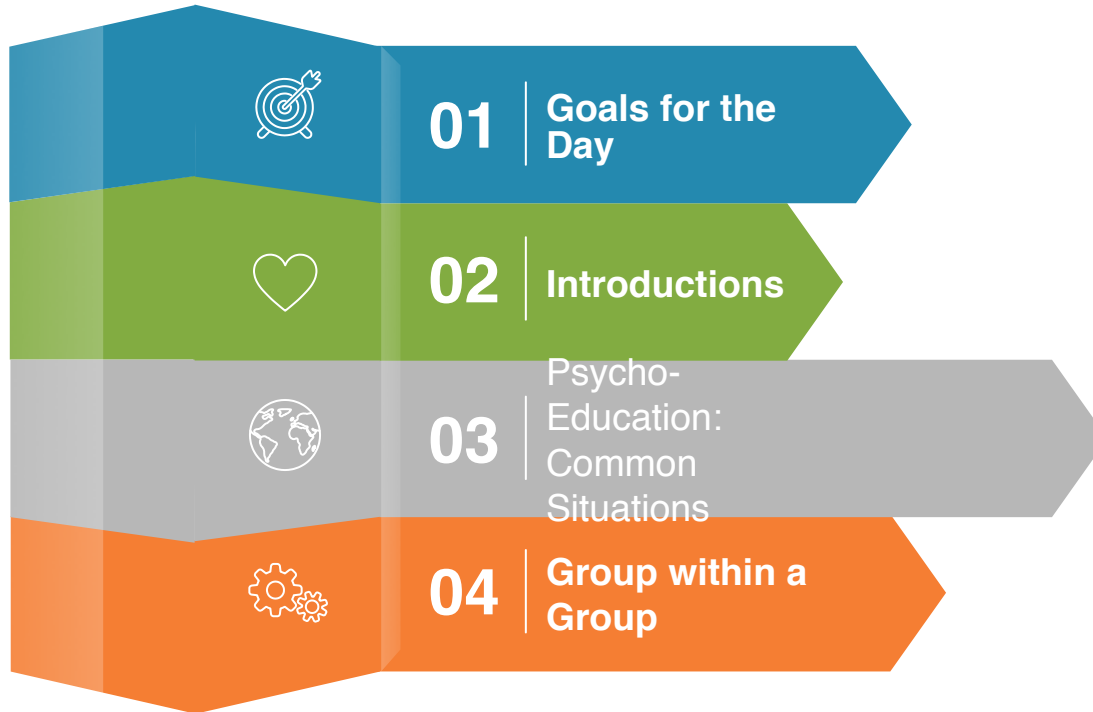 01
Goals for the
Day
02
Introductions
03
Psycho-
Education:
Common
Situations
04
Group within a
Group